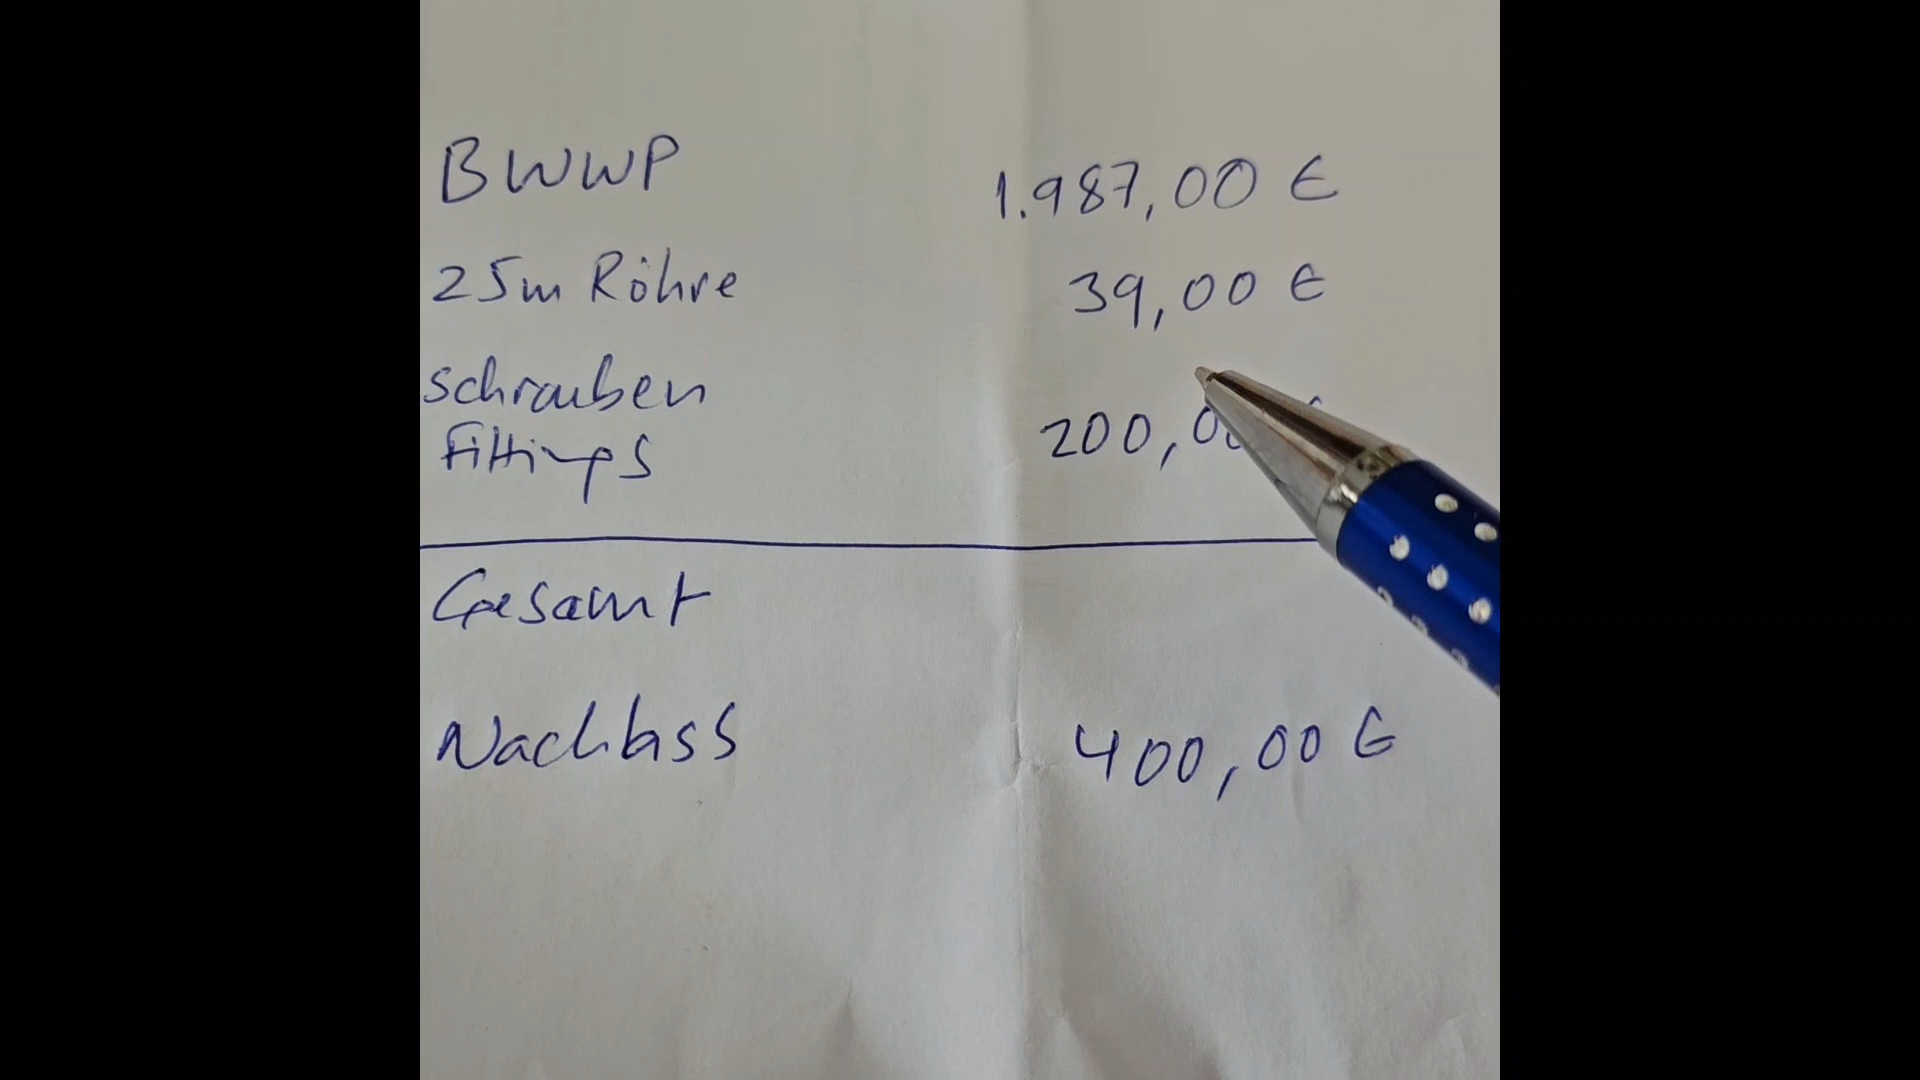 BWWP 1.987,00 €
25m Röhre 39,00 €
schrauben
Fittings 200,00
Gesamt
Nachlass 400,00 €